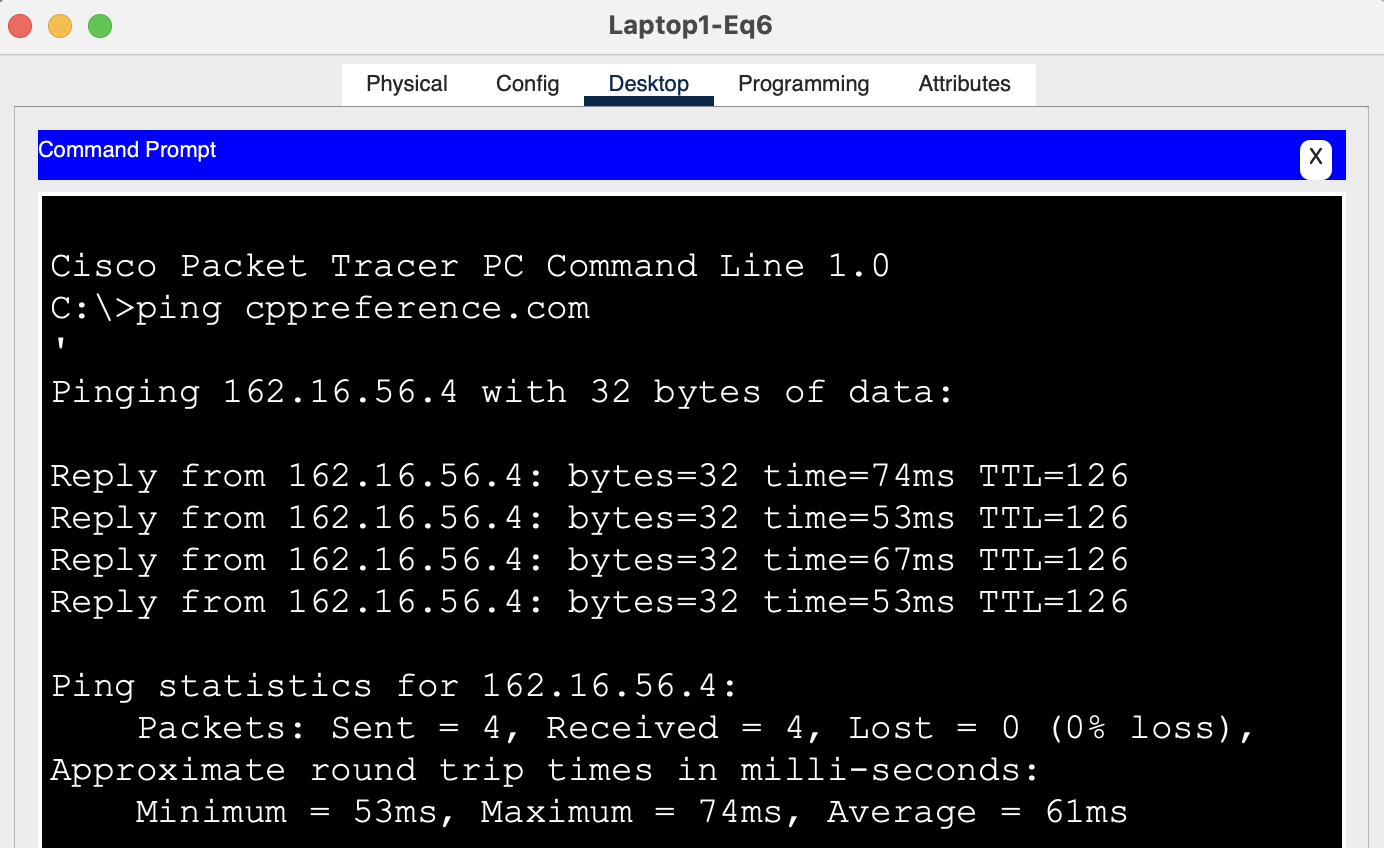 Laptop1-Eq6
Physical Config Desktop Programming Attributes
Command Prompt
X
Cisco Packet Tracer PC Command Line 1.0
C:\>ping cppreference.com
'
Pinging 162.16.56.4 with 32 bytes of data:
Reply from 162.16.56.4: bytes=32 time=74ms TTL=126
Reply from 162.16.56.4: bytes=32 time=53ms TTL=126
Reply from 162.16.56.4: bytes=32 time=67ms TTL=126
Reply from 162.16.56.4: bytes=32 time=53ms TTL=126
Ping statistics for 162.16.56.4:
Packets: Sent = 4, Received = 4, Lost = 0 (0% loss),
Approximate round trip times in milli-seconds:
Minimum = 53ms, Maximum = 74ms, Average = 61ms